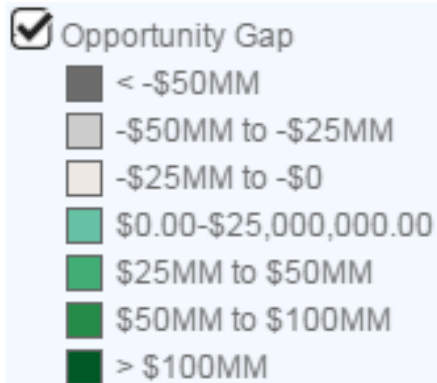 Opportunity Gap
< -$50MM
-$50MM to -$25MM
-$25MM to -$0
$0.00-$25,000,000.00
$25MM to $50MM
$50MM to $100MM
> $100MM